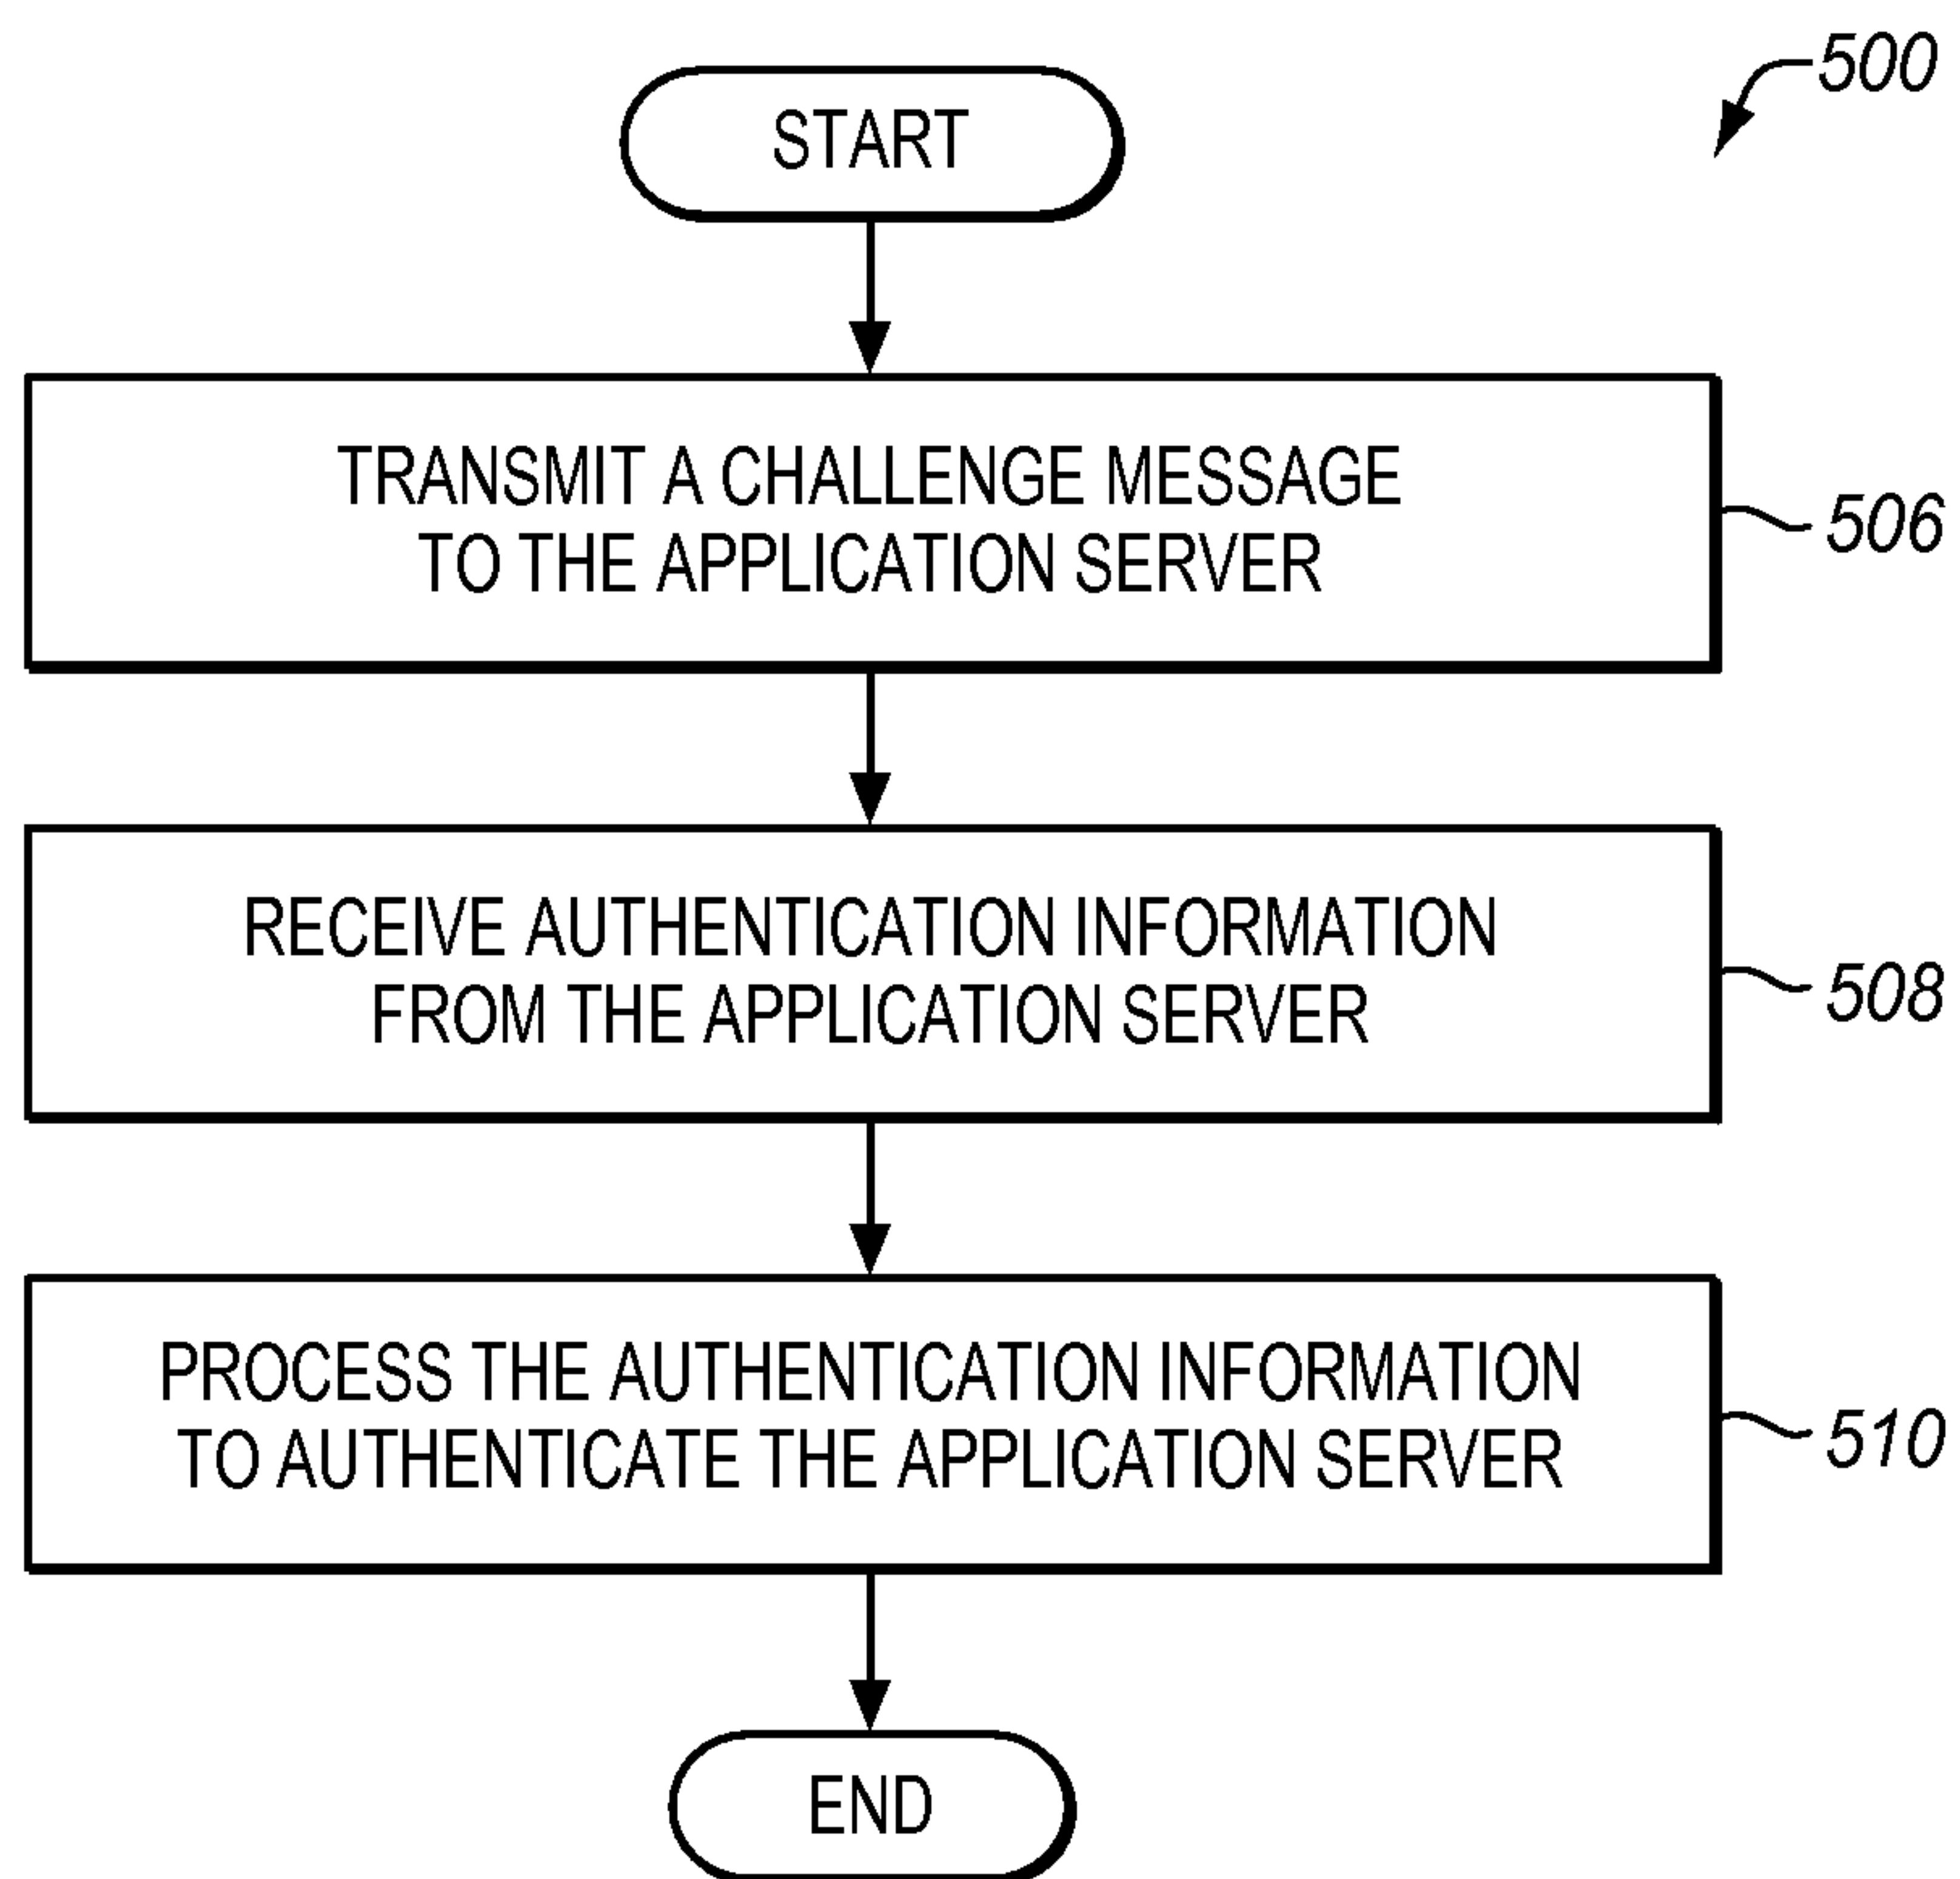 500
START
TRANSMIT A CHALLENGE MESSAGE
TO THE APPLICATION SERVER
506
RECEIVE AUTHENTICATION INFORMATION
FROM THE APPLICATION SERVER
508
PROCESS THE AUTHENTICATION INFORMATION
TO AUTHENTICATE THE APPLICATION SERVER
510
END